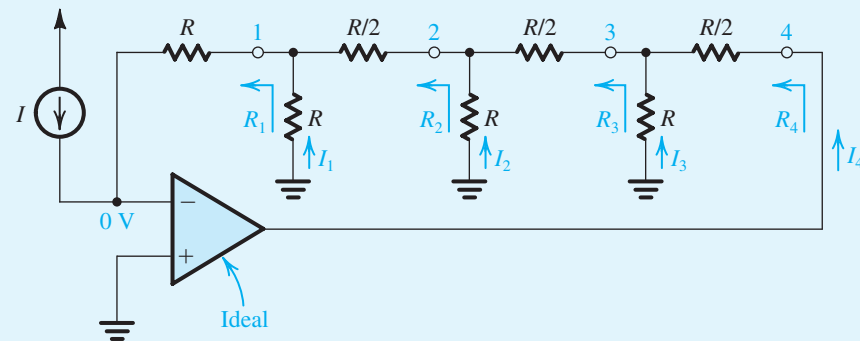 R 1 R/2 2 R/2 3 R/2 4
I R₁ R R₂ R R₃ R R₄
I₁ I₂ I₃ I₄
0 V −
+
Ideal